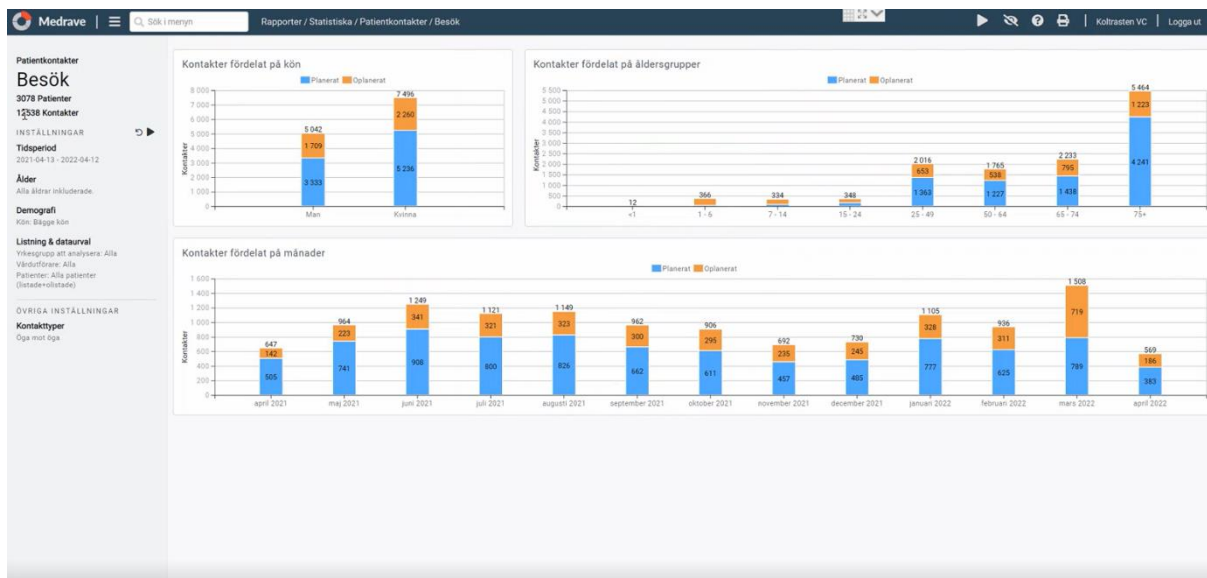 Medrave
Sök i menyn
Rapporter / Statistiska / Patientkontakter / Besök
Koltrasten VC
Logga ut
Patientkontakter
Besök
3078 Patienter
12538 Kontakter
INSTÄLLNINGAR
Tidsperiod
2021-04-13 - 2022-04-12
Ålder
Alla åldrar inkluderade.
Demografi
Kön: Bägge kön
Listning & dataurval
Yrkesgrupp att analysera: Alla
Vårdutförare: Alla
Patienter: Alla patienter
(listade+olistade)
ÖVRIGA INSTÄLLNINGAR
Kontakttyper
Öga mot öga
Kontakter fördelat på kön
Planerat Oplanerat
Kontakter
8 000
7 000
6 000
5 000
4 000
3 000
2 000
1 000
0
5 042
1 709
3 333
7 496
2 260
5 236
Man Kvinna
Kontakter fördelat på åldersgrupper
Planerat Oplanerat
Kontakter
5 500
5 000
4 500
4 000
3 500
3 000
2 500
2 000
1 500
1 000
500
0
12
366
334
348
2 016
653
1 363
1 765
538
1 227
2 233
795
1 438
5 464
1 223
4 241
<1 1 - 6 7 - 14 15 - 24 25 - 49 50 - 64 65 - 74 75+
Kontakter fördelat på månader
Planerat Oplanerat
Kontakter
1 600
1 400
1 200
1 000
800
600
400
200
0
647
142
505
964
223
741
1 249
341
908
1 121
321
800
1 149
323
826
962
300
662
906
295
611
692
235
457
730
245
485
1 105
328
777
936
311
625
1 508
719
789
569
186
383
april 2021 maj 2021 juni 2021 juli 2021 augusti 2021 september 2021 oktober 2021 november 2021 december 2021 januari 2022 februari 2022 mars 2022 april 2022